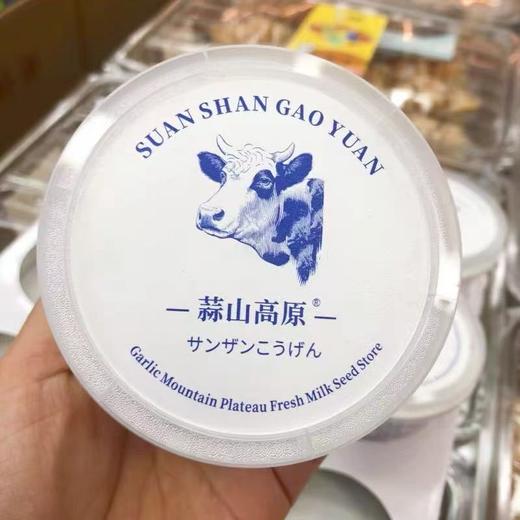 SUAN SHAN GAO YUAN
蒜山高原®
サンザンこうげん
Garlic Mountain Plateau Fresh Milk Seed Store